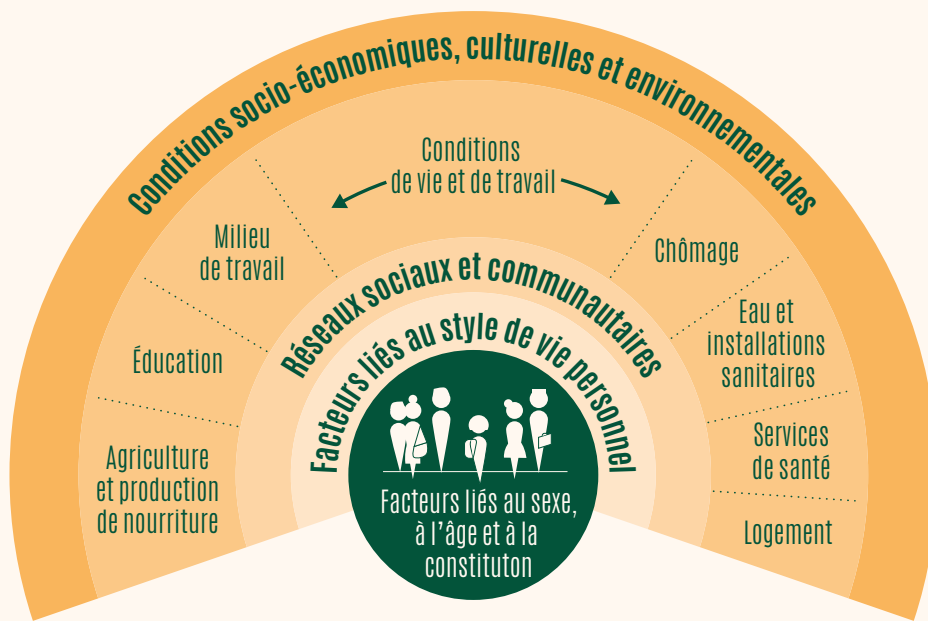 Conditions socio-économiques, culturelles et environnementales
Conditions
de vie et de travail
Milieu
de travail
Chômage
Éducation
Eau et
installations
sanitaires
Agriculture
et production
de nourriture
Services
de santé
Logement
Réseaux sociaux et communautaires
Facteurs liés au style de vie personnel
Facteurs liés au sexe,
à l'âge et à la
constituton